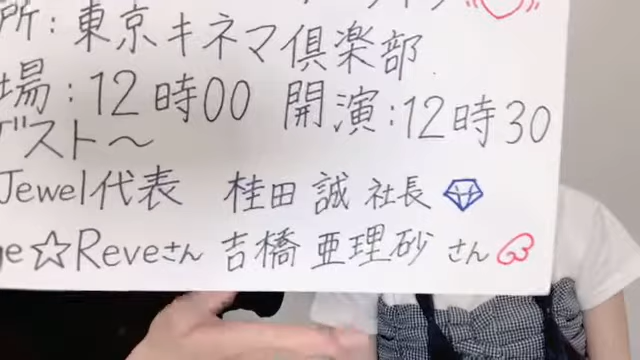 所:東京キネマ倶楽部
場:12時00 開演:12時30
ゲスト〜
Jewel代表 桂田 誠 社長
e☆Reveさん 吉橋 亜理砂 さん